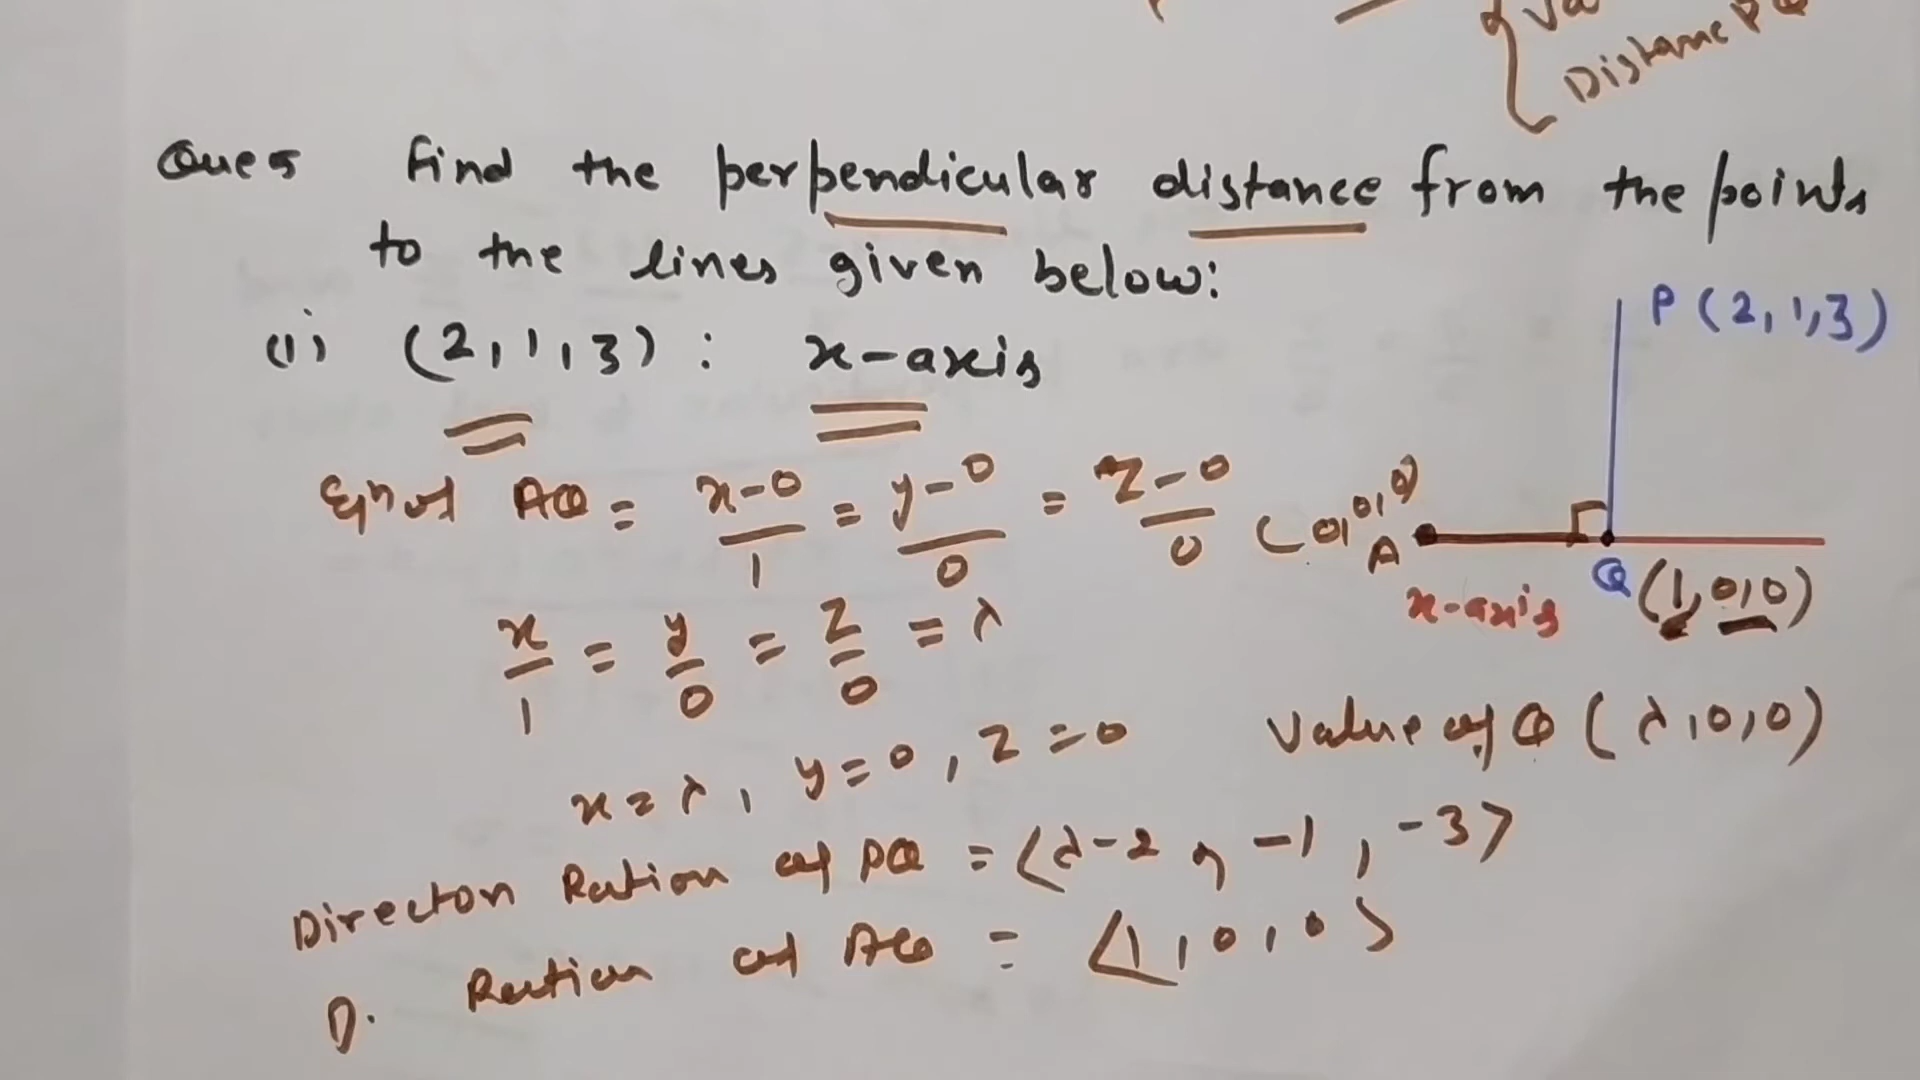 Distance PQ
Ques Find the perpendicular distance from the points
to the lines given below:
(i) (2,1,3): x-axis
P(2,1,3)
Eqn of AQ = x-0/1 = y-0/0 = z-0/0
(0,0,0)
A
x-axis
Q(1,0,0)
x/1 = y/0 = z/0 = λ
x=λ, y=0, z=0
value of Q (λ,0,0)
Direction Ration of PQ = <λ-2, -1, -3>
D. Ration of AQ = <1,0,0>